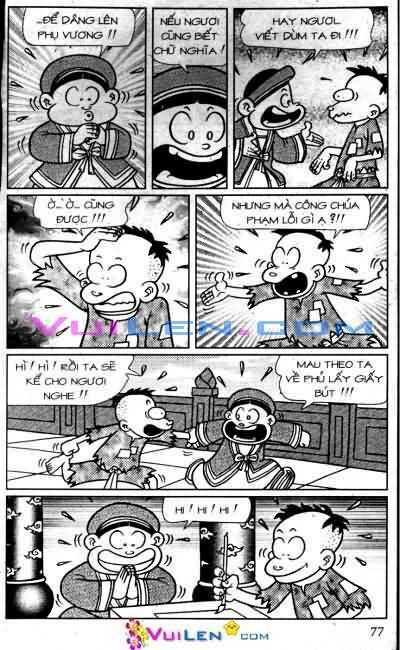 ...ĐỂ DÂNG LÊN
PHỤ VƯƠNG !!
NẾU NGƯƠI
CŨNG BIẾT
CHỮ NGHĨA !
HAY NGƯƠI...
VIẾT DÙM TA ĐI !!!
Ờ...Ờ... CŨNG
ĐƯỢC !!!
NHƯNG MÀ CÔNG CHÚA
PHẠM LỖI GÌ Ạ ?!!
VUILEN.COM
HÌ ! HÌ ! RỒI TA SẼ
KỂ CHO NGƯƠI
NGHE !!
MAU THEO TA
VỀ PHỦ LẤY GIẤY
BÚT !!!
HI ! HI ! HI !
77
VUILEN.COM